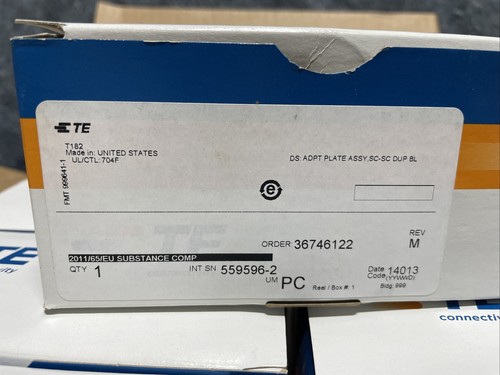 TE
T182
Made in: UNITED STATES
UL/CTL: 704F
FMT 999641-1
DS: ADPT PLATE ASSY,SC-SC DUP BL
e
ORDER: 36746122
REV
M
2011/65/EU SUBSTANCE COMP
QTY 1
INT SN 559596-2
UM PC
Reel / Box #: 1
Date 14013
Code (YYWWD)
Bldg: 999
TE
TE
connectiv